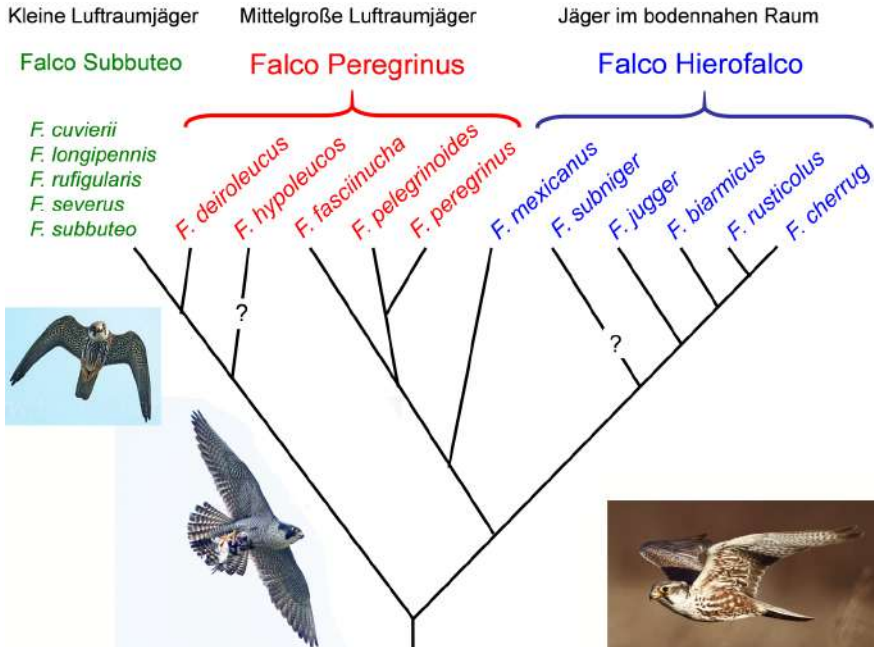 Kleine Luftraumjäger
Mittelgroße Luftraumjäger
Jäger im bodennahen Raum
Falco Subbuteo
Falco Peregrinus
Falco Hierofalco
F. cuvierii
F. longipennis
F. rufigularis
F. severus
F. subbuteo
F. deiroleucus
F. hypoleucos
F. fasciinucha
F. pelegrinoides
F. peregrinus
F. mexicanus
F. subniger
F. jugger
F. biarmicus
F. rusticolus
F. cherrug
?
?